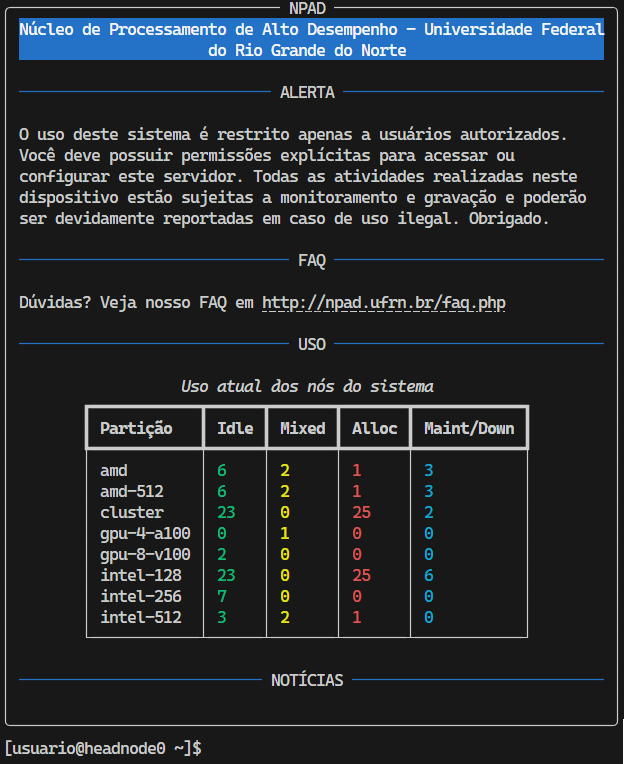 NPAD
Núcleo de Processamento de Alto Desempenho - Universidade Federal
do Rio Grande do Norte
ALERTA
O uso deste sistema é restrito apenas a usuários autorizados.
Você deve possuir permissões explícitas para acessar ou
configurar este servidor. Todas as atividades realizadas neste
dispositivo estão sujeitas a monitoramento e gravação e poderão
ser devidamente reportadas em caso de uso ilegal. Obrigado.
FAQ
Dúvidas? Veja nosso FAQ em http://npad.ufrn.br/faq.php
USO
Uso atual dos nós do sistema
Partição Idle Mixed Alloc Maint/Down
amd 6 2 1 3
amd-512 6 2 1 3
cluster 23 0 25 2
gpu-4-a100 0 1 0 0
gpu-8-v100 2 0 0 0
intel-128 23 0 25 6
intel-256 7 0 0 0
intel-512 3 2 1 0
NOTÍCIAS
[usuario@headnode0 ~]$